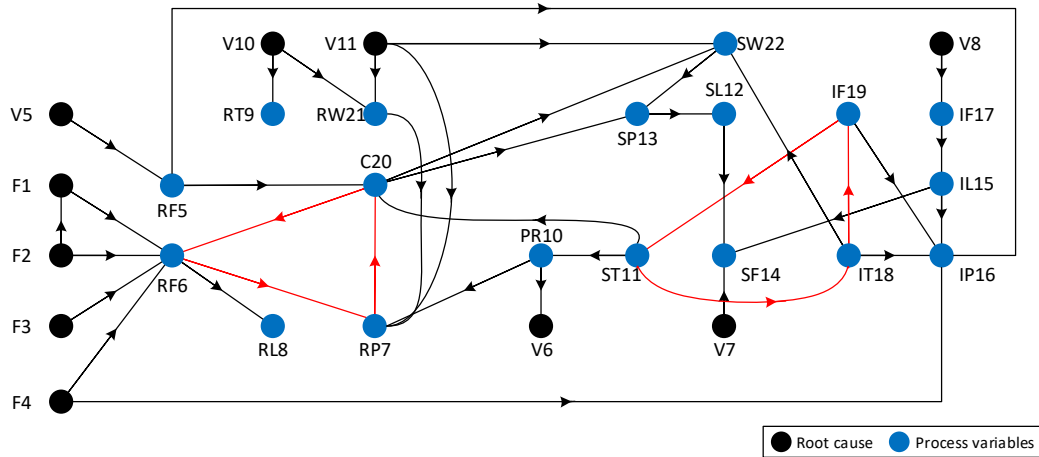 V10
V11
SW22
V8
SL12
IF19
V5
RT9
RW21
SP13
IF17
C20
F1
RF5
IL15
F2
PR10
RF6
ST11
SF14
IT18
IP16
F3
RL8
RP7
V6
V7
F4
Root cause
Process variables